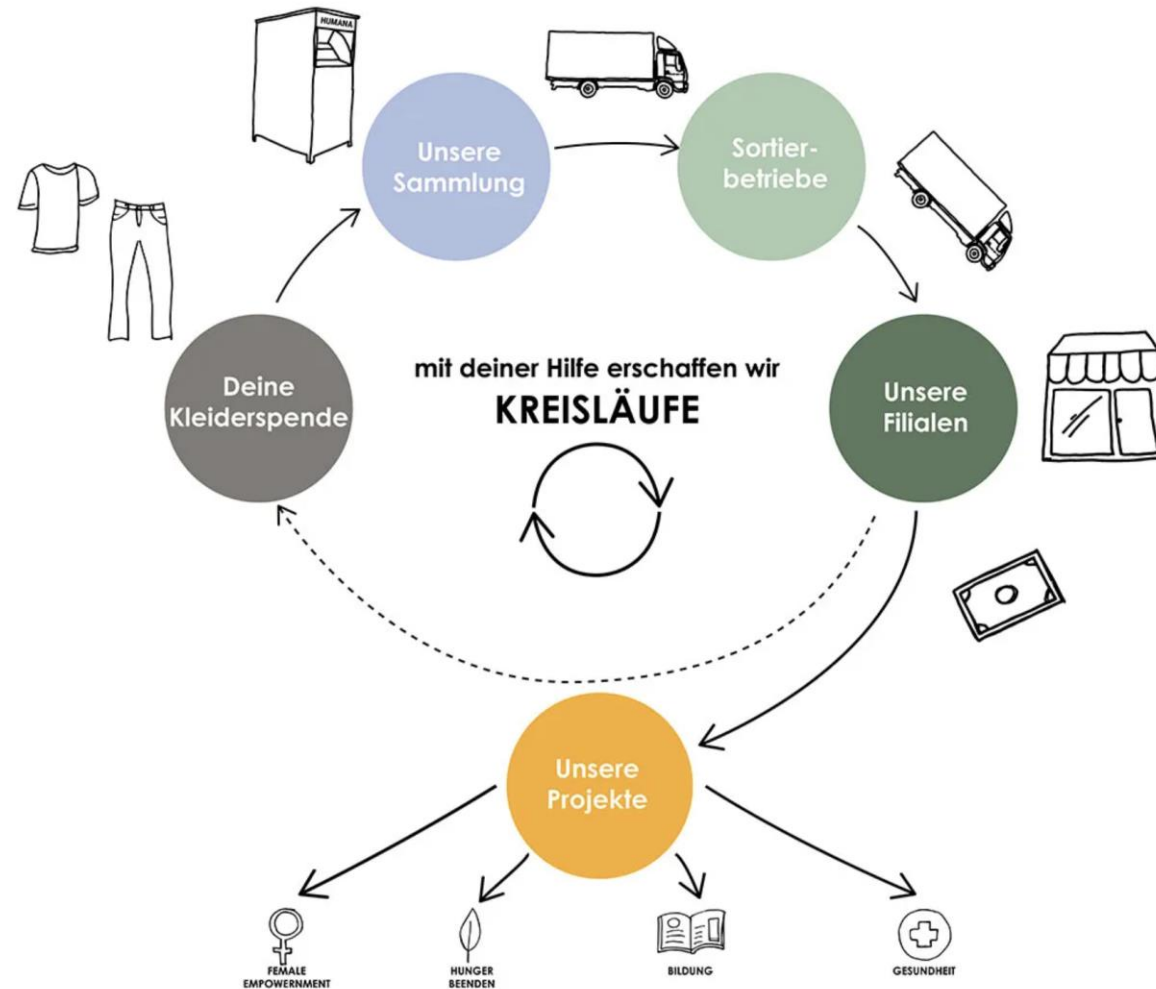 HUMANA
Unsere
Sammlung
Sortier-
betriebe
Deine
Kleiderspende
mit deiner Hilfe erschaffen wir
KREISLÄUFE
Unsere
Filialen
Unsere
Projekte
FEMALE
EMPOWERNMENT
HUNGER
BEENDEN
BILDUNG
GESUNDHEIT